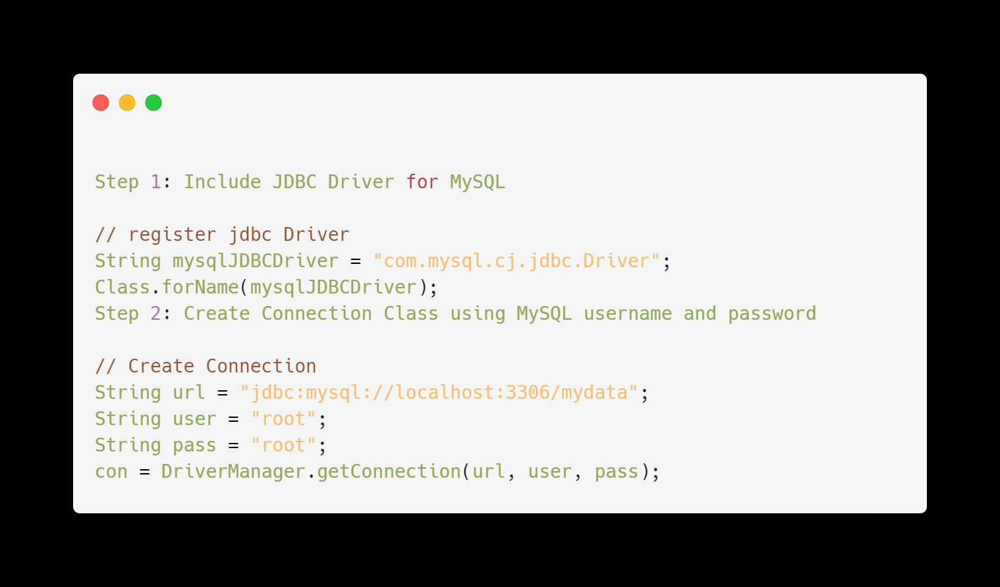 Step 1: Include JDBC Driver for MySQL
// register jdbc Driver
String mysqlJDBCDriver = "com.mysql.cj.jdbc.Driver";
Class.forName(mysqlJDBCDriver);
Step 2: Create Connection Class using MySQL username and password
// Create Connection
String url = "jdbc:mysql://localhost:3306/mydata";
String user = "root";
String pass = "root";
con = DriverManager.getConnection(url, user, pass);